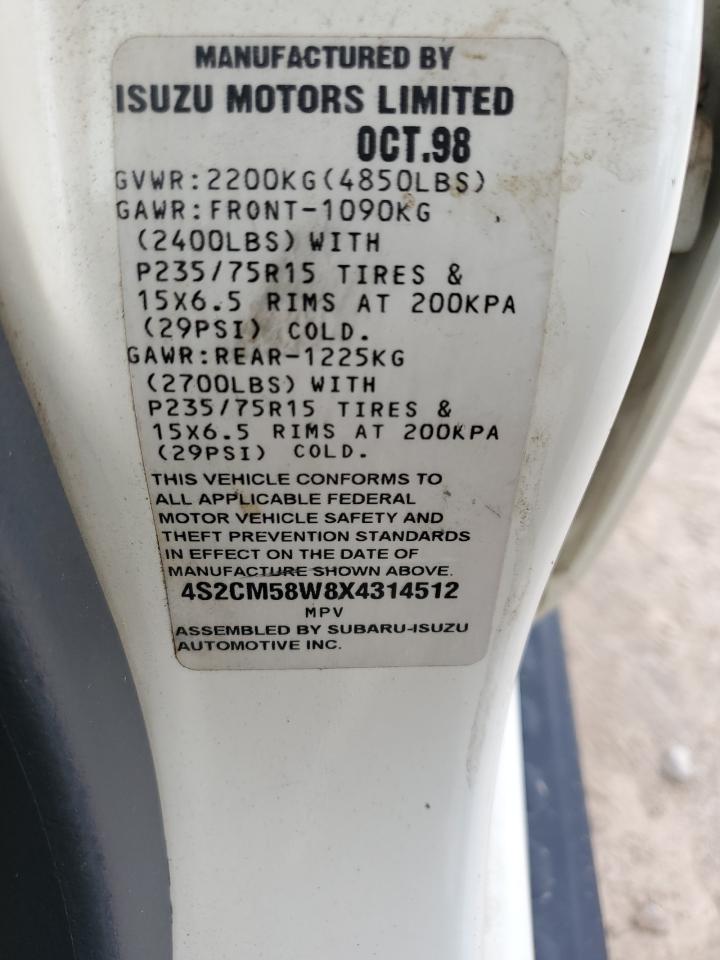 MANUFACTURED BY
ISUZU MOTORS LIMITED
OCT.98
GVWR:2200KG(4850LBS)
GAWR:FRONT-1090KG
(2400LBS) WITH
P235/75R15 TIRES &
15X6.5 RIMS AT 200KPA
(29PSI) COLD.
GAWR:REAR-1225KG
(2700LBS) WITH
P235/75R15 TIRES &
15X6.5 RIMS AT 200KPA
(29PSI) COLD.
THIS VEHICLE CONFORMS TO
ALL APPLICABLE FEDERAL
MOTOR VEHICLE SAFETY AND
THEFT PREVENTION STANDARDS
IN EFFECT ON THE DATE OF
MANUFACTURE SHOWN ABOVE.
4S2CM58W8X4314512
MPV
ASSEMBLED BY SUBARU-ISUZU
AUTOMOTIVE INC.